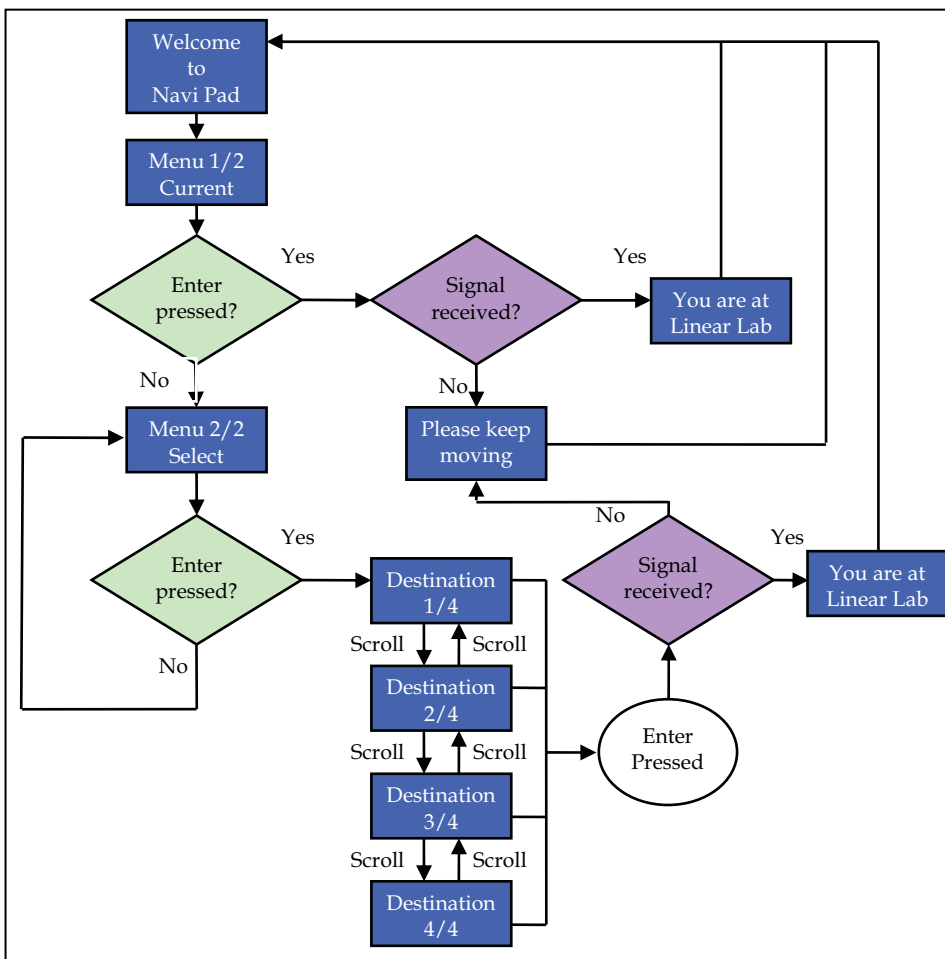 Welcome
to
Navi Pad
Menu 1/2
Current
Enter
pressed?
Yes
Signal
received?
Yes
You are at
Linear Lab
No
No
Menu 2/2
Select
Please keep
moving
Enter
pressed?
Yes
No
Signal
received?
Yes
You are at
Linear Lab
No
Destination
1/4
Scroll
Scroll
Destination
2/4
Scroll
Scroll
Destination
3/4
Scroll
Scroll
Destination
4/4
Enter
Pressed